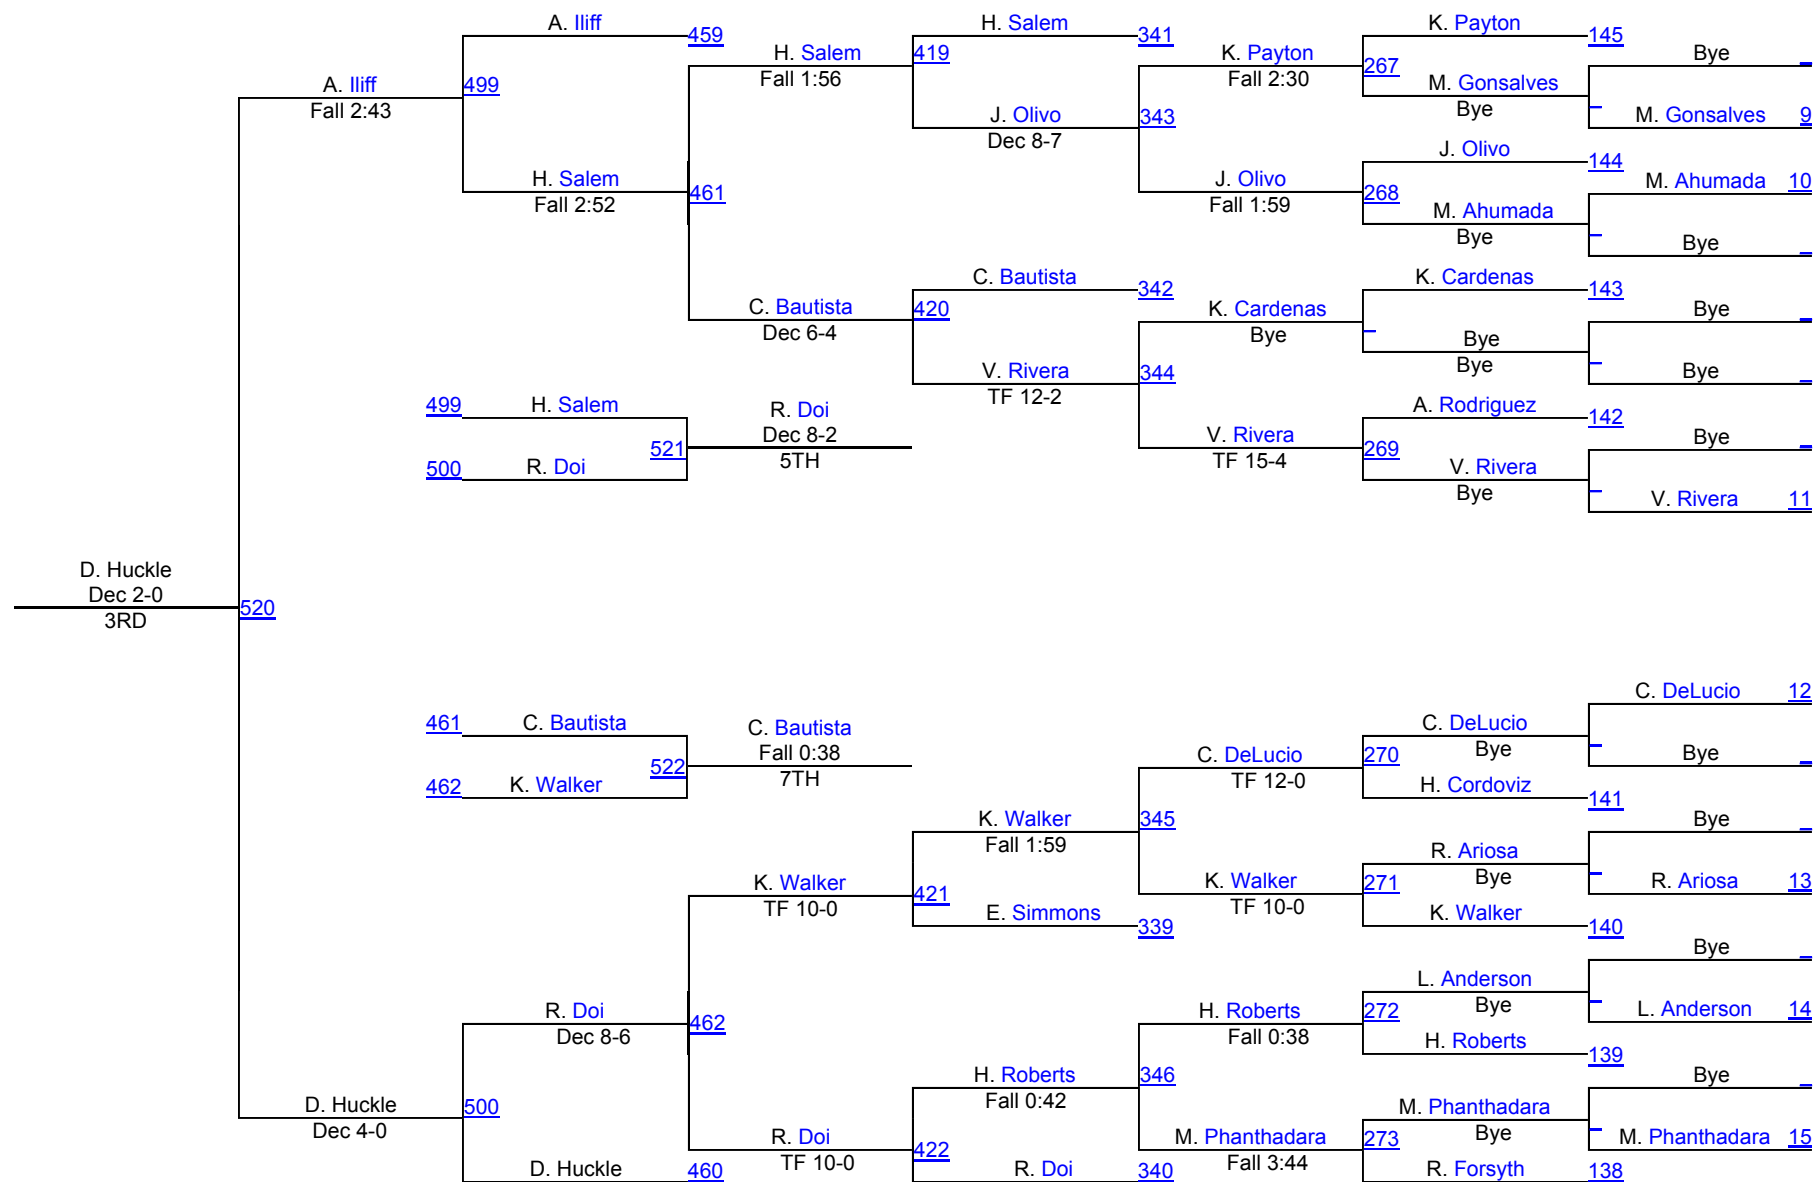 A. Iliff
459
A. Iliff
Fall 2:43
499
H. Salem
Fall 2:52
461
H. Salem
Fall 1:56
419
H. Salem
341
J. Olivo
Dec 8-7
343
K. Payton
Fall 2:30
267
K. Payton
145
M. Gonsalves
Bye
Bye
M. Gonsalves
9
J. Olivo
Fall 1:59
268
J. Olivo
144
M. Ahumada
Bye
M. Ahumada
10
Bye
C. Bautista
Dec 6-4
420
C. Bautista
342
V. Rivera
TF 12-2
344
K. Cardenas
Bye
K. Cardenas
143
Bye
Bye
Bye
Bye
V. Rivera
TF 15-4
269
A. Rodriguez
142
V. Rivera
Bye
Bye
V. Rivera
11
499
H. Salem
500
R. Doi
521
R. Doi
Dec 8-2
5TH
D. Huckle
Dec 2-0
3RD
520
461
C. Bautista
462
K. Walker
522
C. Bautista
Fall 0:38
7TH
K. Walker
TF 10-0
421
K. Walker
Fall 1:59
345
C. DeLucio
TF 12-0
270
C. DeLucio
Bye
C. DeLucio
12
Bye
H. Cordoviz
141
K. Walker
TF 10-0
271
R. Ariosa
Bye
Bye
R. Ariosa
13
K. Walker
140
E. Simmons
339
R. Doi
Dec 8-6
462
D. Huckle
Dec 4-0
500
D. Huckle
460
R. Doi
TF 10-0
422
H. Roberts
Fall 0:42
346
H. Roberts
Fall 0:38
272
L. Anderson
Bye
Bye
L. Anderson
14
H. Roberts
139
M. Phanthadara
Fall 3:44
273
M. Phanthadara
Bye
Bye
M. Phanthadara
15
R. Forsyth
138
R. Doi
340